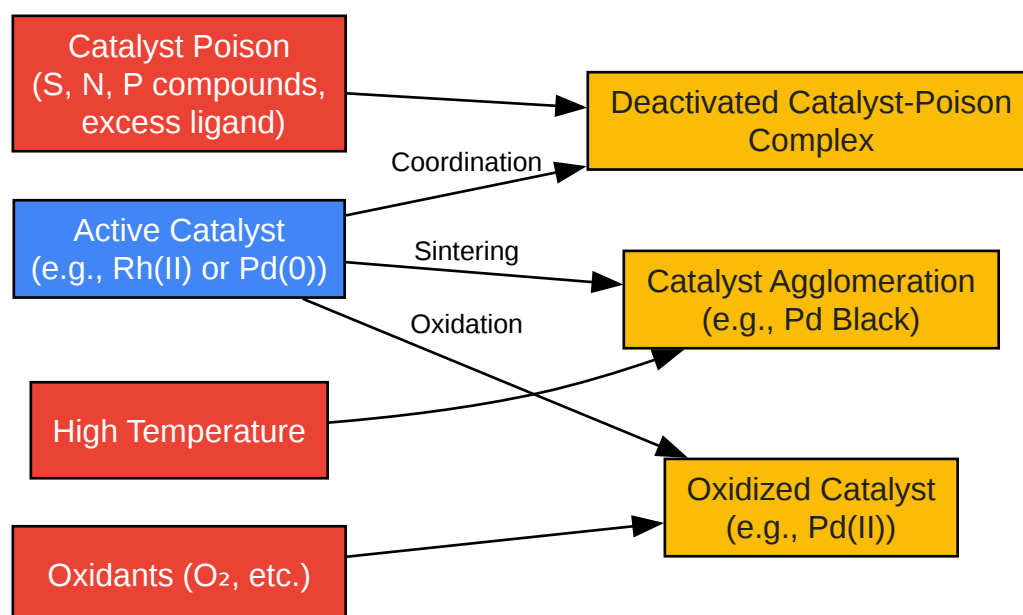 Catalyst Poison
(S, N, P compounds,
excess ligand)
Deactivated Catalyst-Poison
Complex
Coordination
Active Catalyst
(e.g., Rh(II) or Pd(0))
Sintering
Catalyst Agglomeration
(e.g., Pd Black)
Oxidation
High Temperature
Oxidized Catalyst
(e.g., Pd(II))
Oxidants (O₂, etc.)